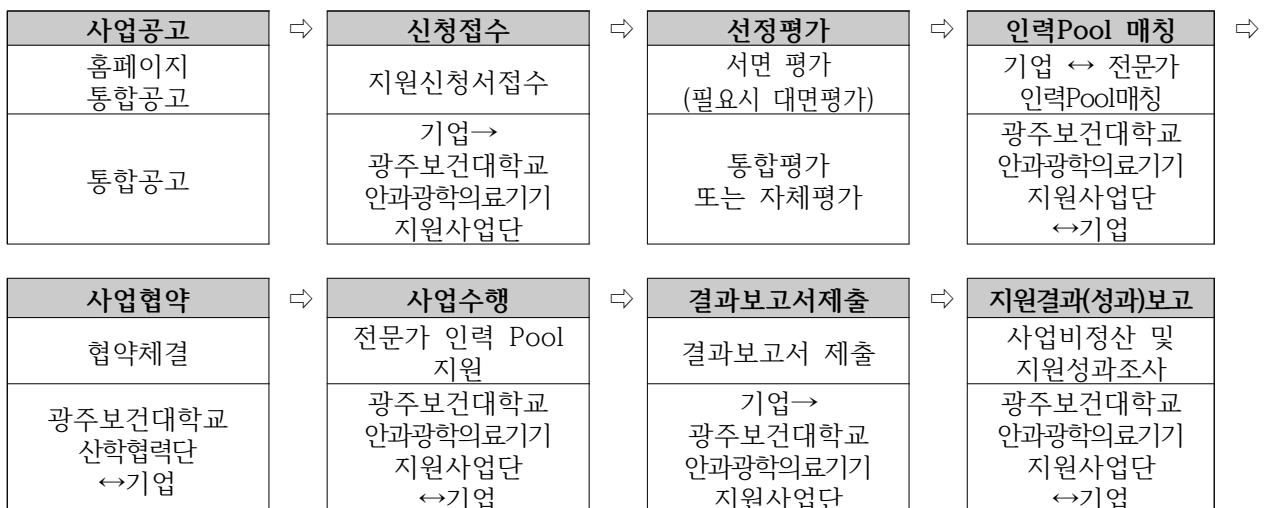 사업공고
⇨
신청접수
⇨
선정평가
⇨
인력Pool 매칭
⇨
홈페이지
통합공고
지원신청서접수
서면 평가
(필요시 대면평가)
기업 ↔ 전문가
인력Pool매칭
통합공고
기업→
광주보건대학교
안과광학의료기기
지원사업단
통합평가
또는 자체평가
광주보건대학교
안과광학의료기기
지원사업단
↔기업
사업협약
⇨
사업수행
⇨
결과보고서제출
⇨
지원결과(성과)보고
협약체결
전문가 인력 Pool
지원
결과보고서 제출
사업비정산 및
지원성과조사
광주보건대학교
산학협력단
↔기업
광주보건대학교
안과광학의료기기
지원사업단
↔기업
기업→
광주보건대학교
안과광학의료기기
지원사업단
광주보건대학교
안과광학의료기기
지원사업단
↔기업